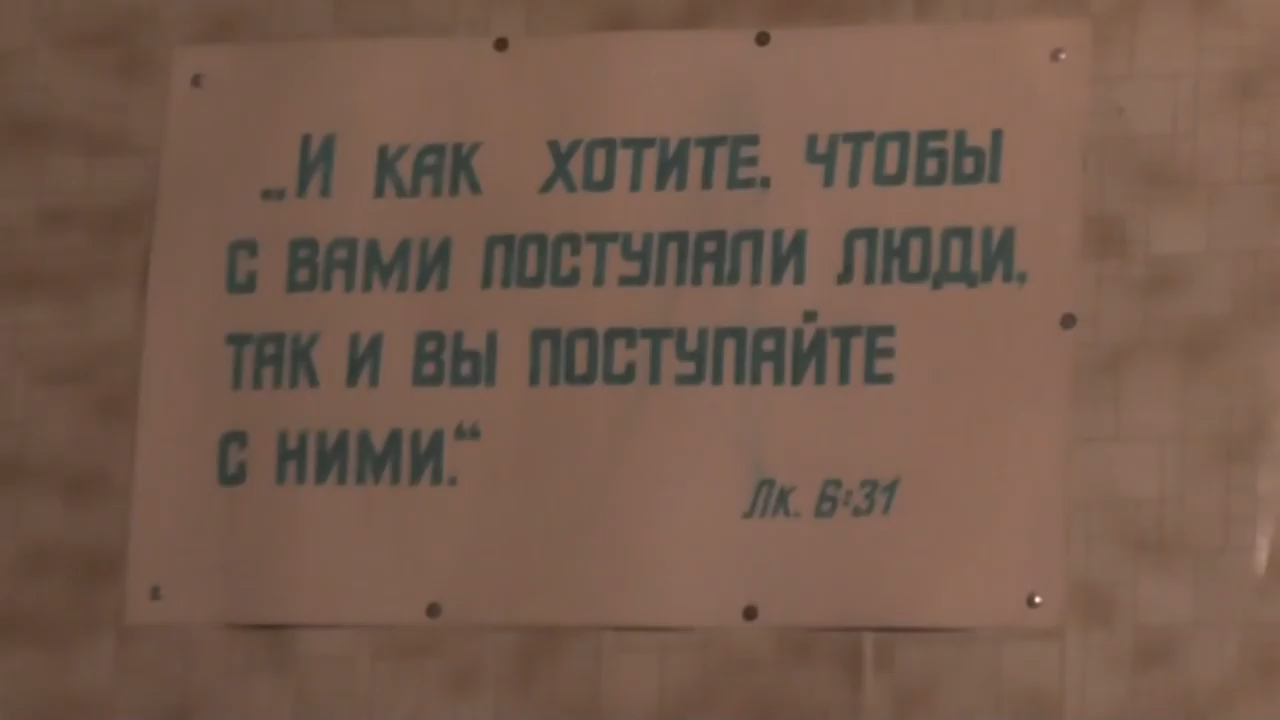 „И КАК ХОТИТЕ, ЧТОБЫ
С ВАМИ ПОСТУПАЛИ ЛЮДИ,
ТАК И ВЫ ПОСТУПАЙТЕ
С НИМИ.“
Лк. 6:31